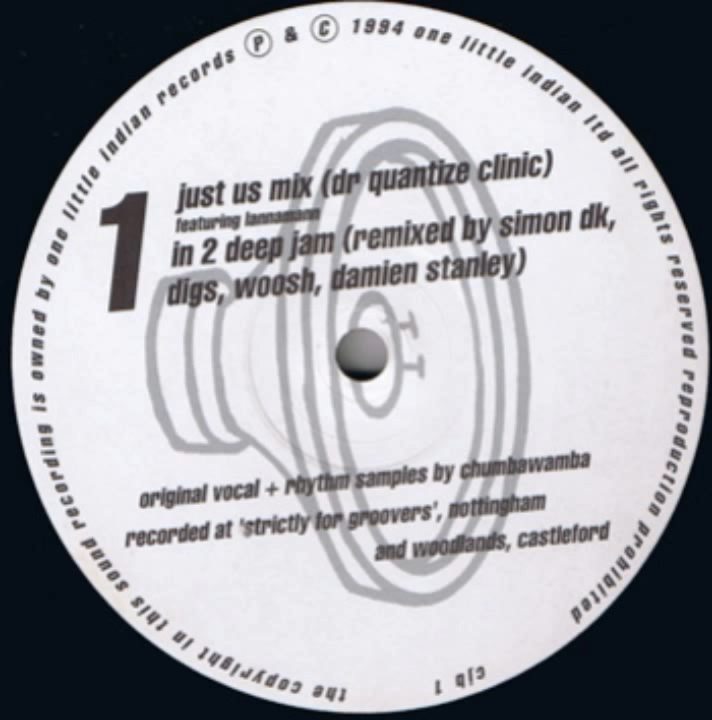 1
just us mix (dr quantize clinic)
featuring lannamann
in 2 deep jam (remixed by simon dk,
digs, woosh, damien stanley)
original vocal + rhythm samples by chumbawamba
recorded at 'strictly for groovers', nottingham
and woodlands, castleford
the copyright in this sound recording is owned by one little indian records Ⓟ & Ⓒ 1994 one little indian ltd all rights reserved reproduction prohibited
cjb 1